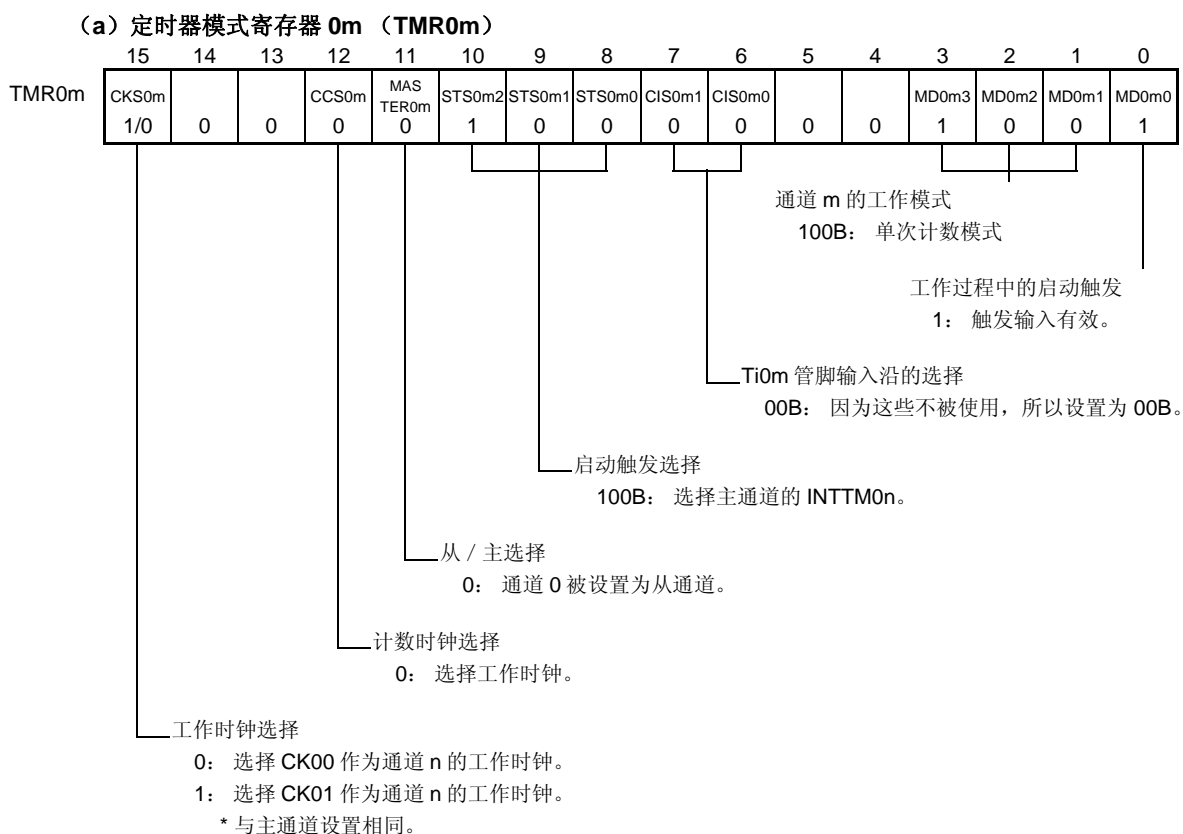 (a)定时器模式寄存器 0m (TMR0m)
15 14 13 12 11 10 9 8 7 6 5 4 3 2 1 0
TMR0m CKS0m CCS0m MAS TER0m STS0m2 STS0m1 STS0m0 CIS0m1 CIS0m0 MD0m3 MD0m2 MD0m1 MD0m0
1/0 0 0 0 0 1 0 0 0 0 0 0 1 0 0 1
通道 m 的工作模式
100B: 单次计数模式
工作过程中的启动触发
1: 触发输入有效。
Ti0m 管脚输入沿的选择
00B: 因为这些不被使用，所以设置为 00B。
启动触发选择
100B: 选择主通道的 INTTM0n。
从 / 主选择
0: 通道 0 被设置为从通道。
计数时钟选择
0: 选择工作时钟。
工作时钟选择
0: 选择 CK00 作为通道 n 的工作时钟。
1: 选择 CK01 作为通道 n 的工作时钟。
* 与主通道设置相同。